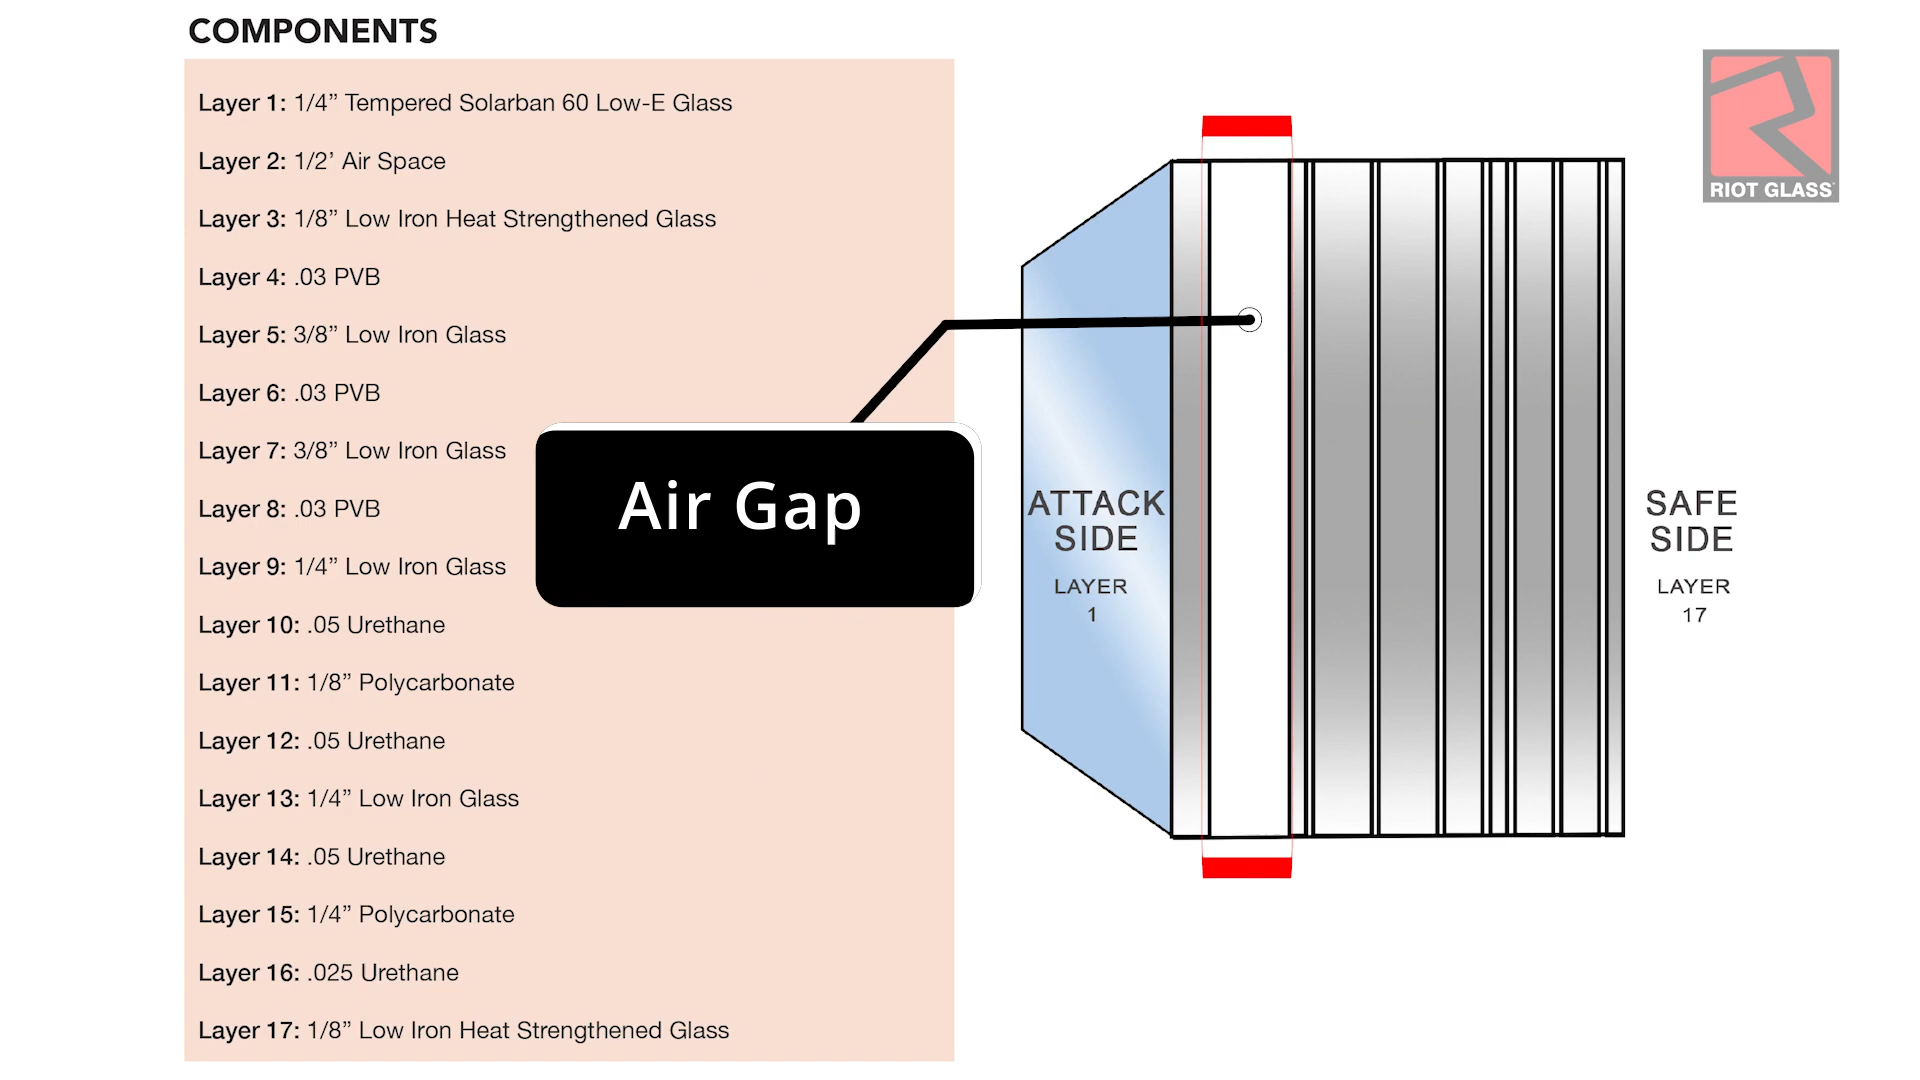 COMPONENTS
Layer 1: 1/4” Tempered Solarban 60 Low-E Glass
Layer 2: 1/2’ Air Space
Layer 3: 1/8” Low Iron Heat Strengthened Glass
Layer 4: .03 PVB
Layer 5: 3/8” Low Iron Glass
Layer 6: .03 PVB
Layer 7: 3/8” Low Iron Glass
Layer 8: .03 PVB
Layer 9: 1/4” Low Iron Glass
Layer 10: .05 Urethane
Layer 11: 1/8” Polycarbonate
Layer 12: .05 Urethane
Layer 13: 1/4” Low Iron Glass
Layer 14: .05 Urethane
Layer 15: 1/4” Polycarbonate
Layer 16: .025 Urethane
Layer 17: 1/8” Low Iron Heat Strengthened Glass
Air Gap
ATTACK
SIDE
LAYER
1
SAFE
SIDE
LAYER
17
RIOT GLASS